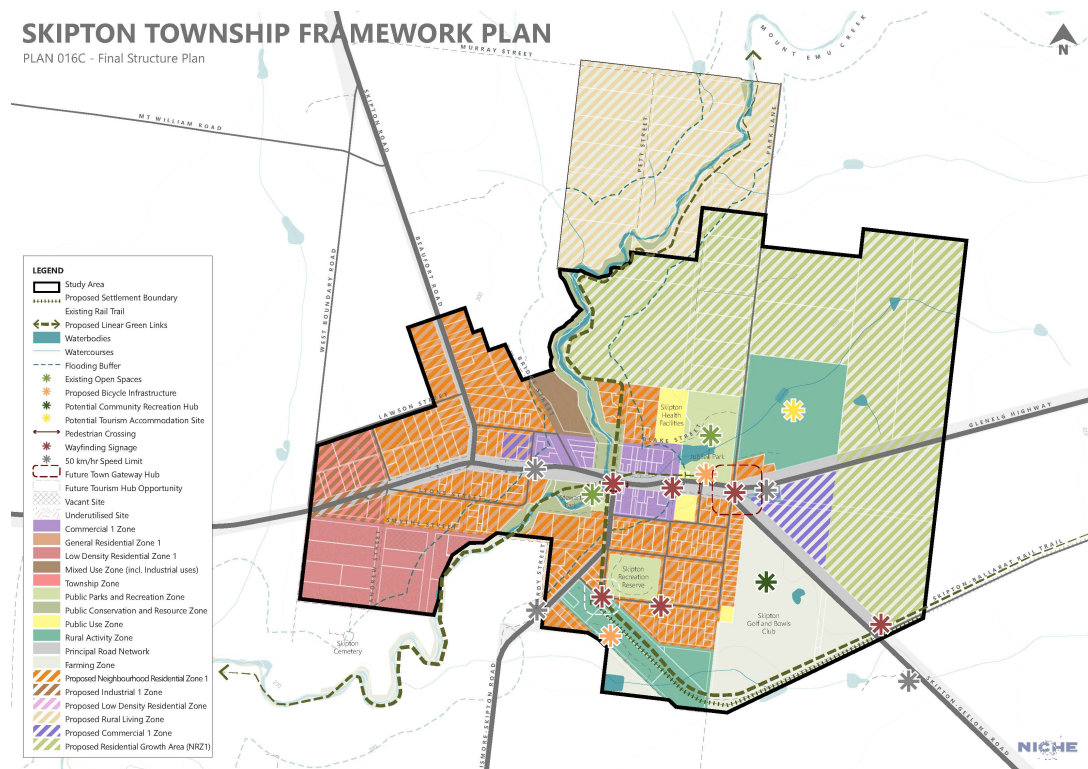 SKIPTON TOWNSHIP FRAMEWORK PLAN
PLAN 016C - Final Structure Plan
MURRAY STREET
MOUNT EMU CREEK
N
MT WILLIAM ROAD
SKIPTON ROAD
PETT STREET
PARK LANE
BEAUFORT ROAD
WEST BOUNDARY ROAD
300
LEGEND
Study Area
Proposed Settlement Boundary
Existing Rail Trail
Proposed Linear Green Links
Waterbodies
Watercourses
Flooding Buffer
Existing Open Spaces
Proposed Bicycle Infrastructure
Potential Community Recreation Hub
Potential Tourism Accommodation Site
Pedestrian Crossing
Wayfinding Signage
50 km/hr Speed Limit
Future Town Gateway Hub
Future Tourism Hub Opportunity
Vacant Site
Underutilised Site
Commercial 1 Zone
General Residential Zone 1
Low Density Residential Zone 1
Mixed Use Zone (incl. Industrial uses)
Township Zone
Public Parks and Recreation Zone
Public Conservation and Resource Zone
Public Use Zone
Rural Activity Zone
Principal Road Network
Farming Zone
Proposed Neighbourhood Residential Zone 1
Proposed Industrial 1 Zone
Proposed Low Density Residential Zone
Proposed Rural Living Zone
Proposed Commercial 1 Zone
Proposed Residential Growth Area (NRZ1)
LAWSON STREET
Skipton
Health
Facilities
LAKE STREET
GLENELG HIGHWAY
SMYTHE STREET
Skipton
Recreation
Reserve
Skipton
Golf and Bowls
Club
SKIPTON-BALLARAT RAIL TRAIL
Skipton
Cemetery
270
SKIPTON-GEELONG ROAD
NICHE